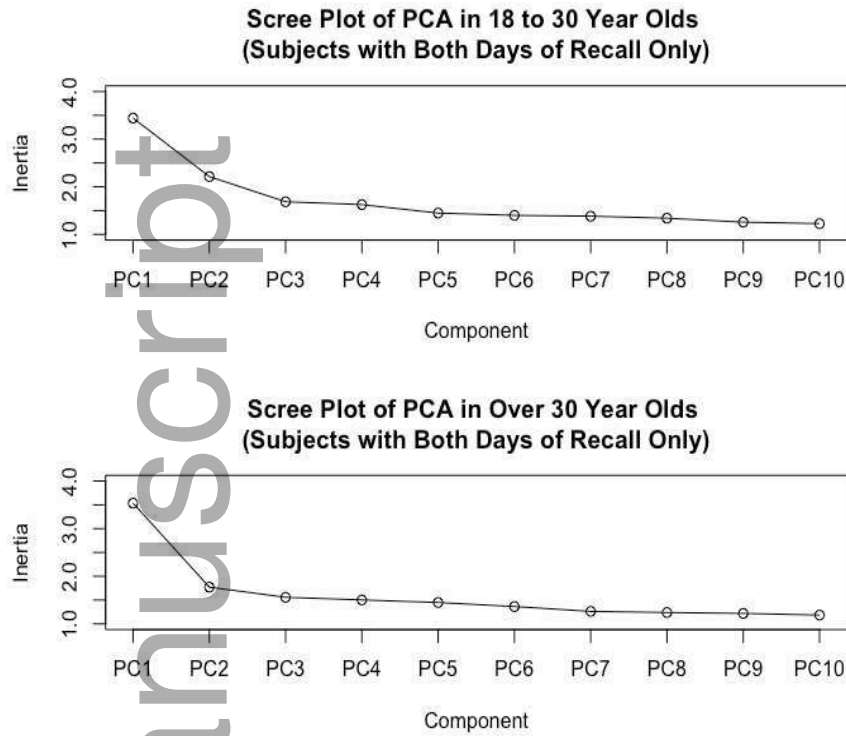 Scree Plot of PCA in 18 to 30 Year Olds
(Subjects with Both Days of Recall Only)
4.0
3.0
2.0
1.0
Inertia
PC1 PC2 PC3 PC4 PC5 PC6 PC7 PC8 PC9 PC10
Component
Scree Plot of PCA in Over 30 Year Olds
(Subjects with Both Days of Recall Only)
4.0
3.0
2.0
1.0
Inertia
PC1 PC2 PC3 PC4 PC5 PC6 PC7 PC8 PC9 PC10
Component
nuscript